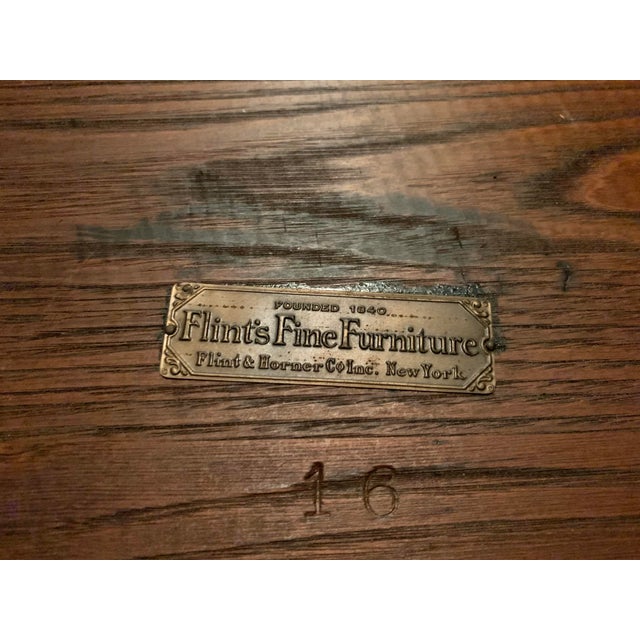 FOUNDED 1840
Flint's Fine Furniture
Flint & Horner Co Inc. New York
16